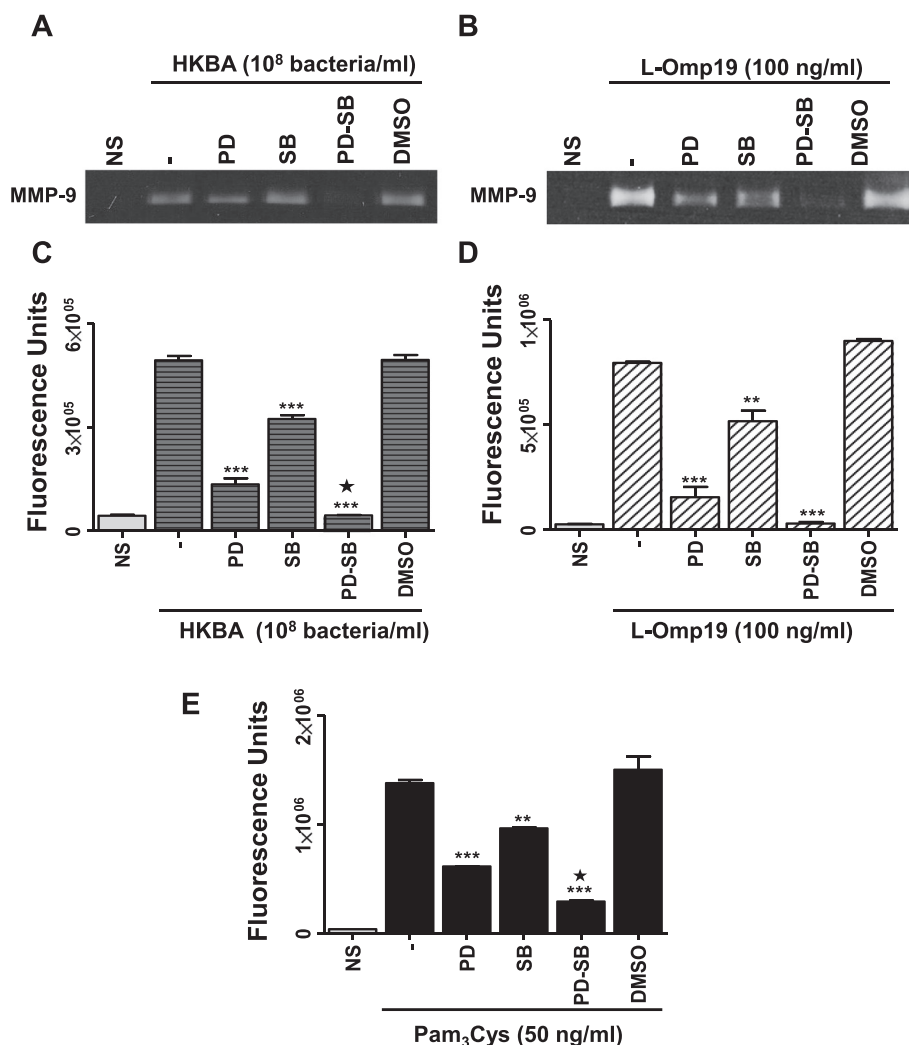 A
HKBA (10⁸ bacteria/ml)
NS - PD SB PD-SB DMSO
MMP-9
B
L-Omp19 (100 ng/ml)
NS - PD SB PD-SB DMSO
MMP-9
C
Fluorescence Units
6×10⁰⁵
3×10⁰⁵
0
***
***
★
***
NS - PD SB PD-SB DMSO
HKBA (10⁸ bacteria/ml)
D
Fluorescence Units
1×10⁰⁶
5×10⁰⁵
0
***
**
***
NS - PD SB PD-SB DMSO
L-Omp19 (100 ng/ml)
E
Fluorescence Units
2×10⁰⁶
1×10⁰⁶
0
***
**
★
***
NS - PD SB PD-SB DMSO
Pam₃Cys (50 ng/ml)